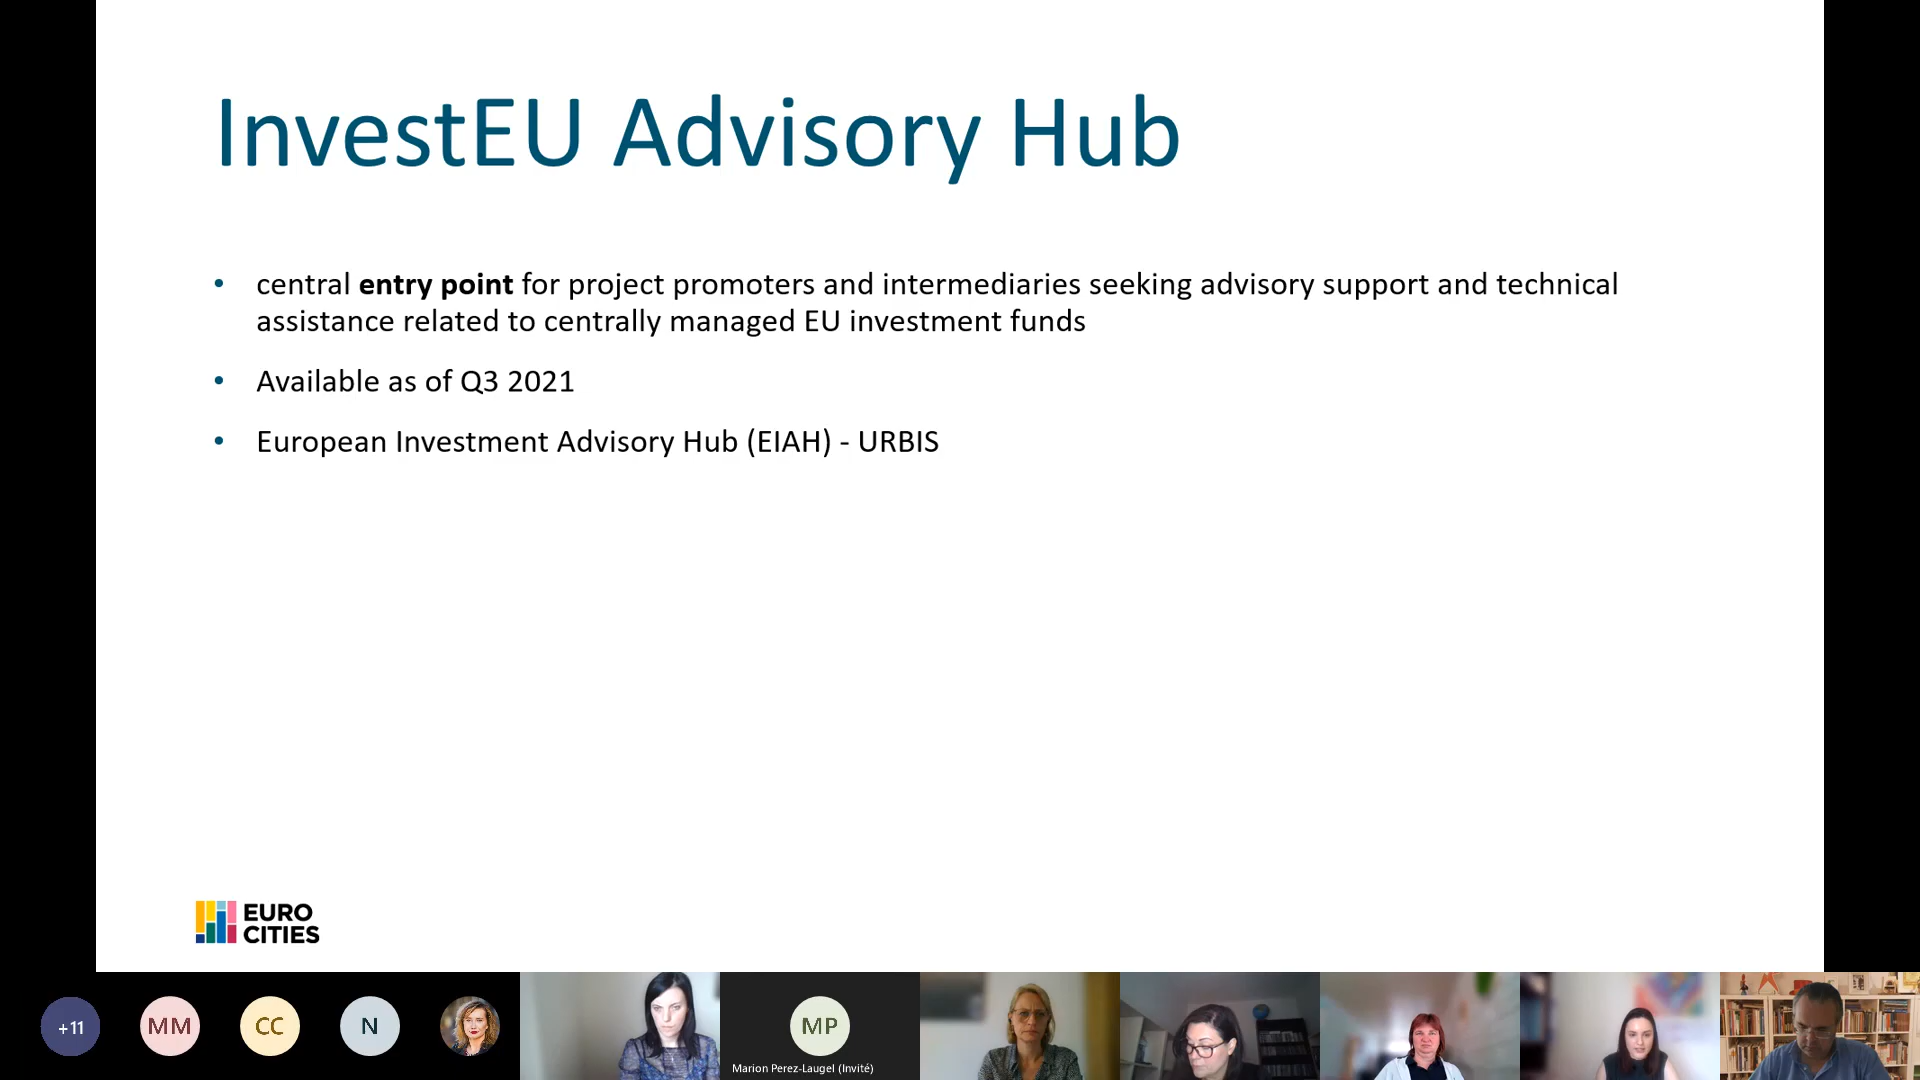 InvestEU Advisory Hub
• central entry point for project promoters and intermediaries seeking advisory support and technical
assistance related to centrally managed EU investment funds
• Available as of Q3 2021
• European Investment Advisory Hub (EIAH) - URBIS
EURO
CITIES
+11
MM
CC
N
MP
Marion Perez-Laugel (Invité)